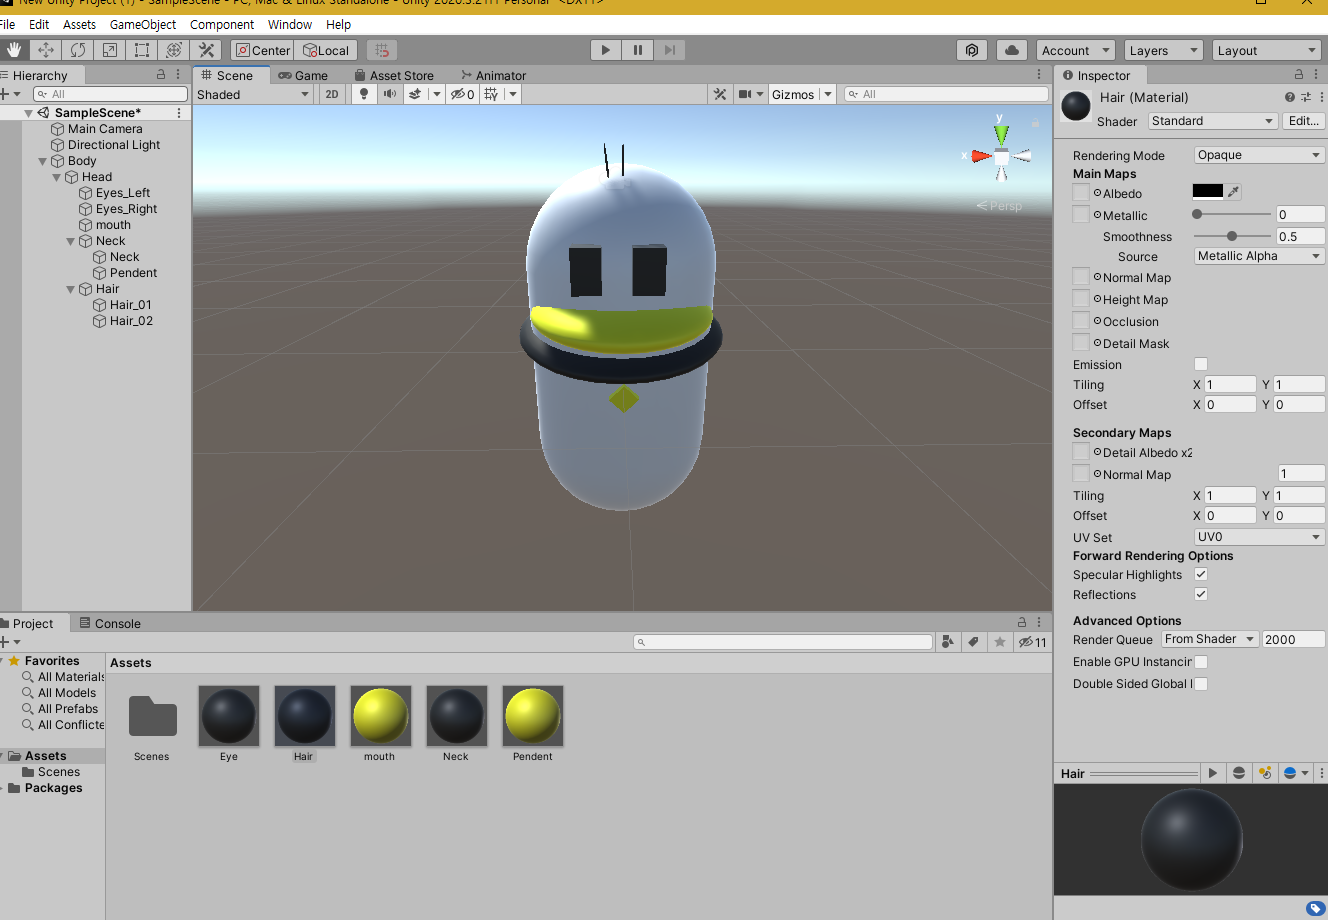 New Unity Project (1) - SampleScene - PC, Mac & Linux Standalone - Unity 2020.3.21f1 Personal* <DX11>
File Edit Assets GameObject Component Window Help
Center Local Account Layers Layout
Hierarchy
All
SampleScene*
Main Camera
Directional Light
Body
Head
Eyes_Left
Eyes_Right
mouth
Neck
Neck
Pendent
Hair
Hair_01
Hair_02
Scene Game Asset Store Animator
Shaded 2D 0 Gizmos All
y
x
Persp
Inspector
Hair (Material)
Shader Standard Edit...
Rendering Mode Opaque
Main Maps
Albedo
Metallic 0
Smoothness 0.5
Source Metallic Alpha
Normal Map
Height Map
Occlusion
Detail Mask
Emission
Tiling X 1 Y 1
Offset X 0 Y 0
Secondary Maps
Detail Albedo x2
Normal Map 1
Tiling X 1 Y 1
Offset X 0 Y 0
UV Set UV0
Forward Rendering Options
Specular Highlights
Reflections
Advanced Options
Render Queue From Shader 2000
Enable GPU Instancin
Double Sided Global I
Hair
Project Console
11
Favorites
All Materials
All Models
All Prefabs
All Conflicte
Assets
Scenes
Packages
Assets
Scenes Eye Hair mouth Neck Pendent